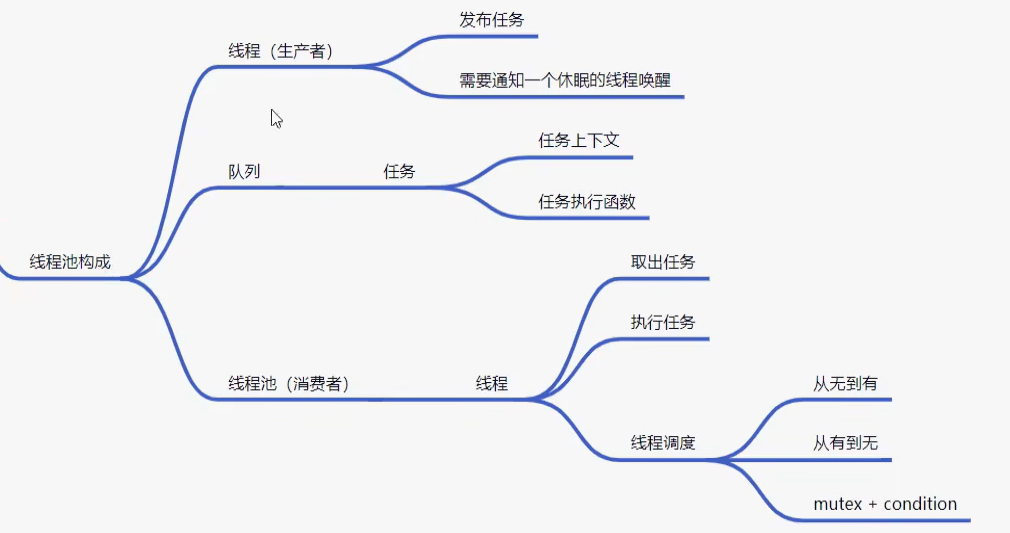 发布任务
线程（生产者）
需要通知一个休眠的线程唤醒
任务上下文
队列
任务
任务执行函数
线程池构成
取出任务
执行任务
线程池（消费者）
线程
从无到有
线程调度
从有到无
mutex + condition